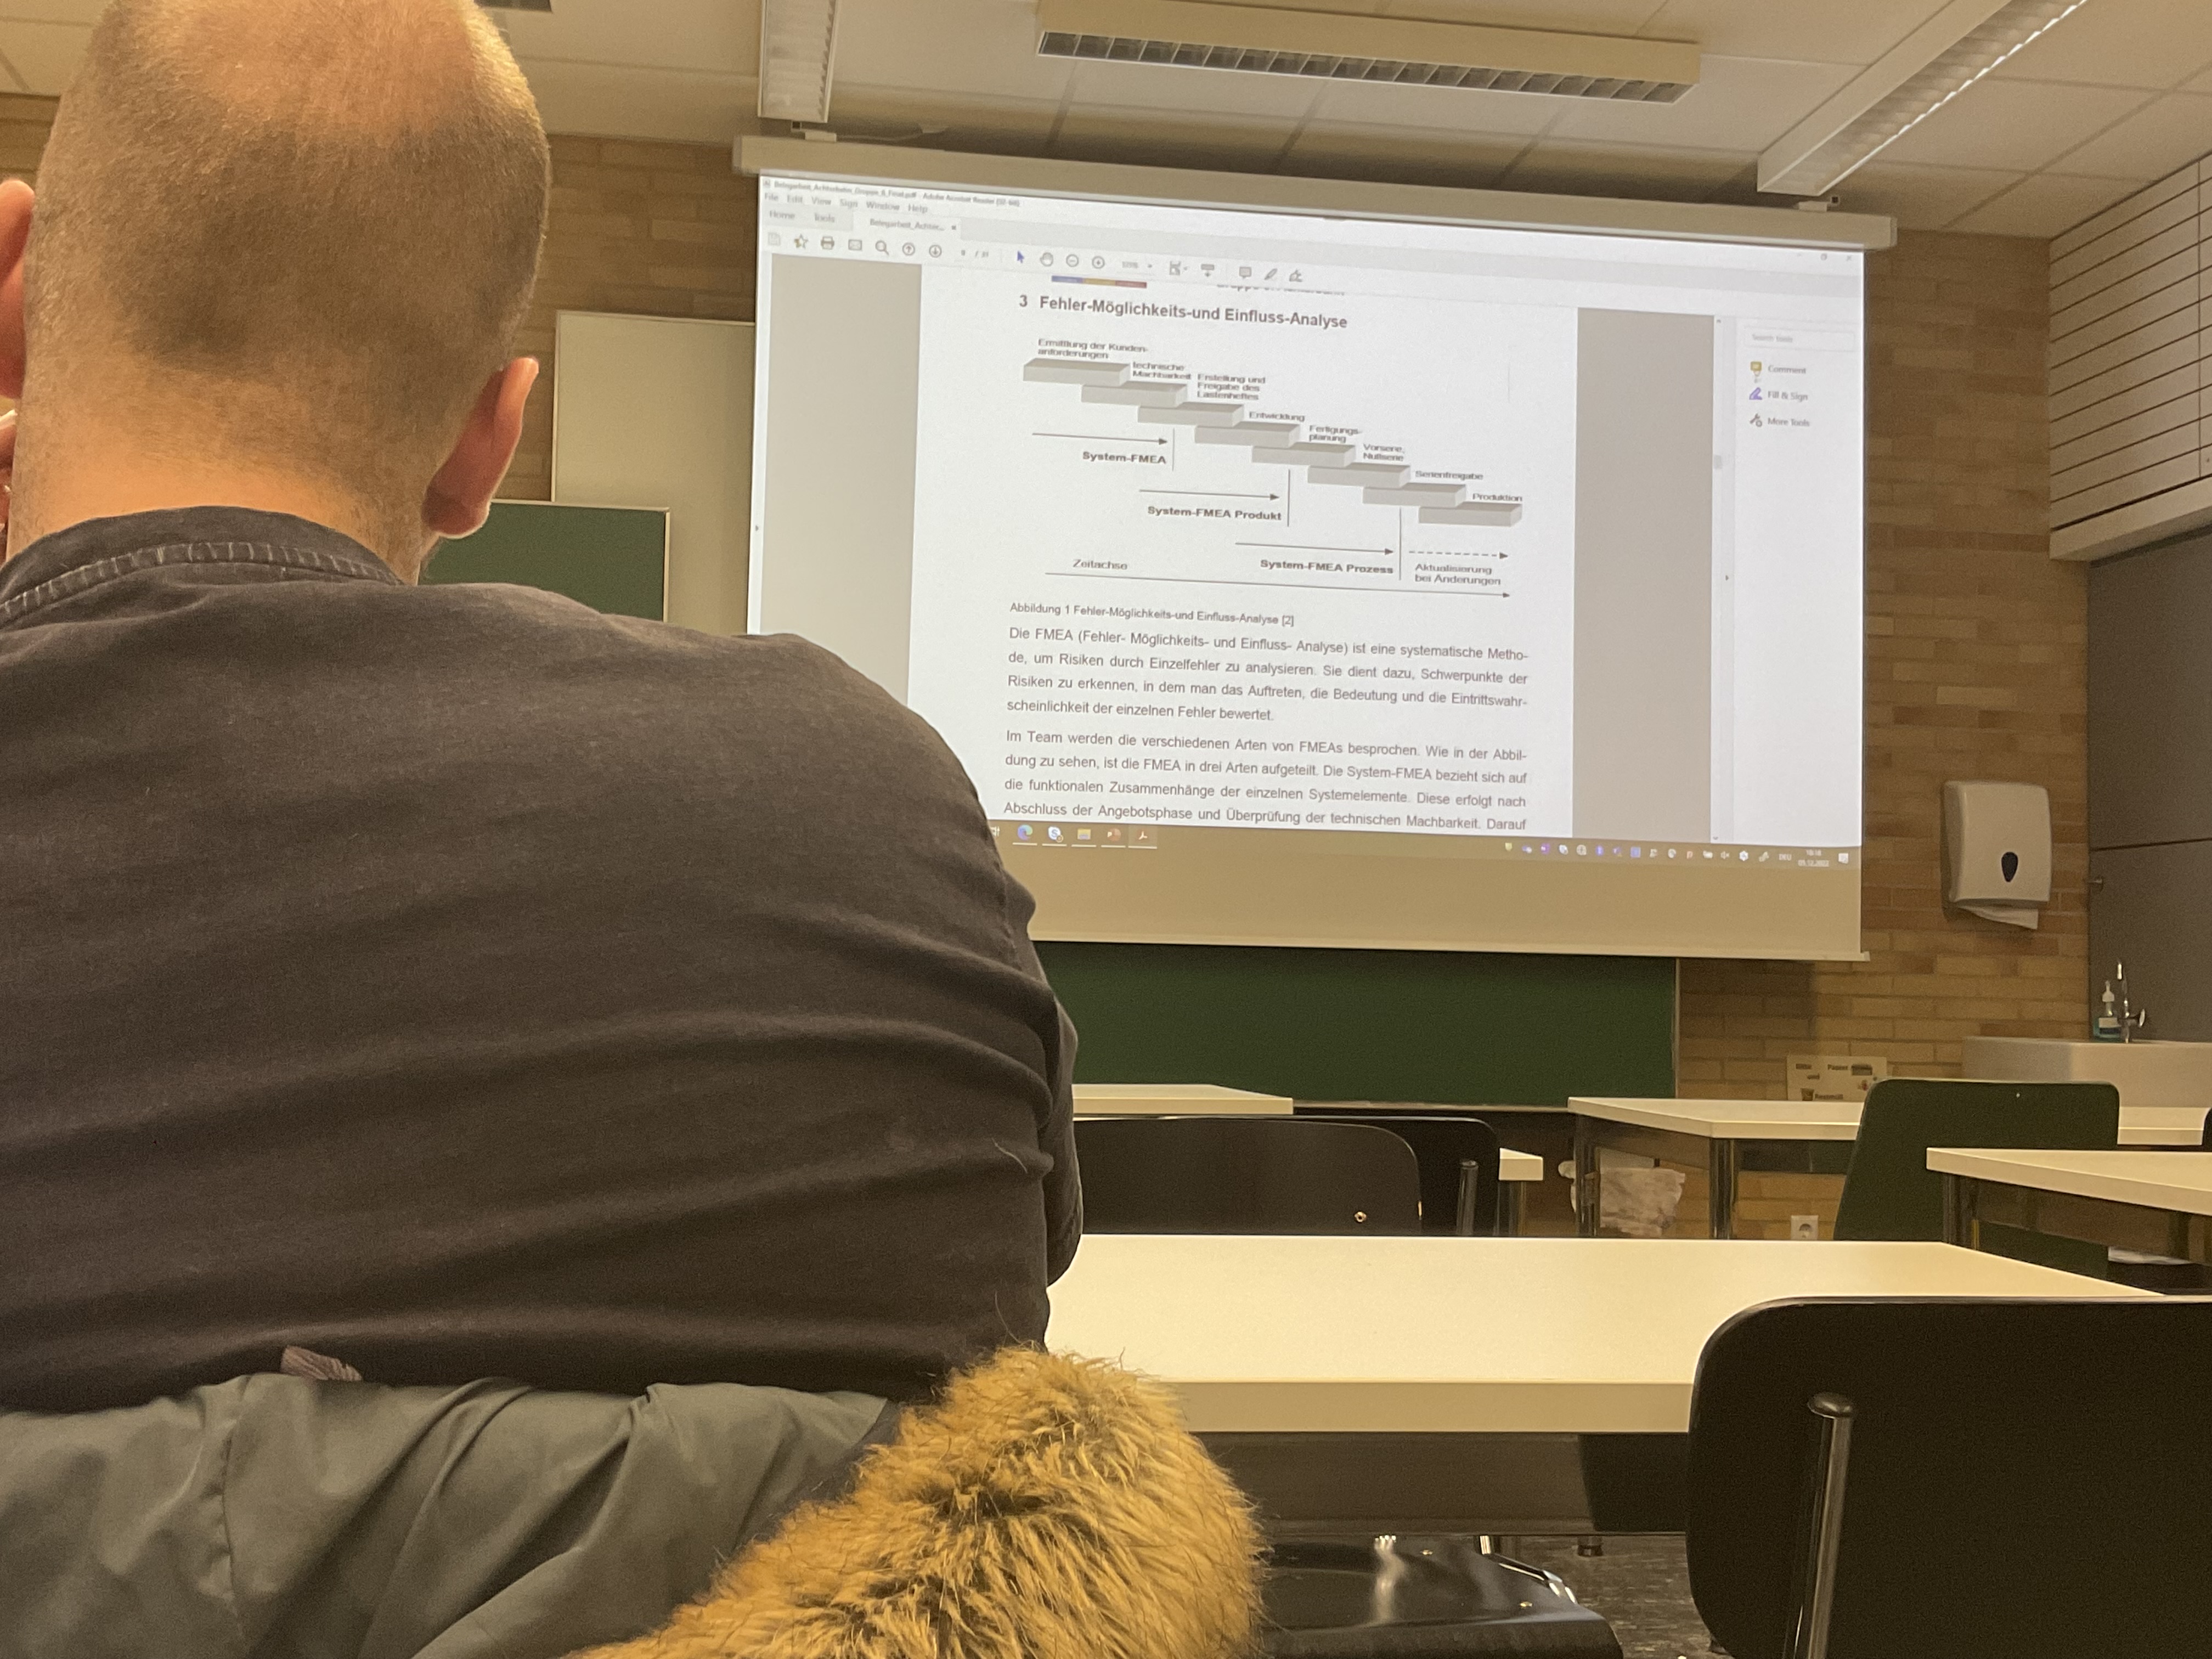 File Edit View Sign Window Help
Home Tools
3 Fehler-Möglichkeits-und Einfluss-Analyse
Ermittlung der Kunden-
anforderungen
technische
Machbarkeit
Erstellung und
Freigabe des
Lastenheftes
Entwicklung
Fertigungs-
planung
Vorserie,
Nullserie
Serienfreigabe
Produktion
System-FMEA
System-FMEA Produkt
System-FMEA Prozess
Aktualisierung
bei Änderungen
Zeitachse
Abbildung 1 Fehler-Möglichkeits-und Einfluss-Analyse [2]
Die FMEA (Fehler- Möglichkeits- und Einfluss- Analyse) ist eine systematische Metho-
de, um Risiken durch Einzelfehler zu analysieren. Sie dient dazu, Schwerpunkte der
Risiken zu erkennen, in dem man das Auftreten, die Bedeutung und die Eintrittswahr-
scheinlichkeit der einzelnen Fehler bewertet.
Im Team werden die verschiedenen Arten von FMEAs besprochen. Wie in der Abbil-
dung zu sehen, ist die FMEA in drei Arten aufgeteilt. Die System-FMEA bezieht sich auf
die funktionalen Zusammenhänge der einzelnen Systemelemente. Diese erfolgt nach
Abschluss der Angebotsphase und Überprüfung der technischen Machbarkeit. Darauf
Search tools
Comment
Fill & Sign
More Tools
DEU